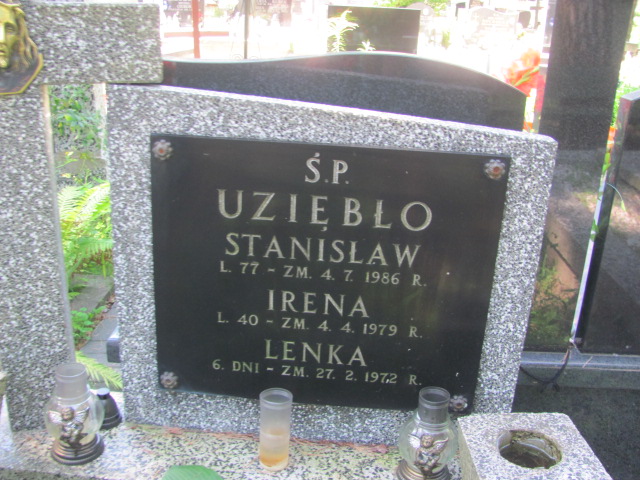 Ś.P.
UZIĘBŁO
STANISŁAW
L. 77 - ZM. 4. 7. 1986 R.
IRENA
L. 40 - ZM. 4. 4. 1979 R.
LENKA
6. DNI - ZM. 27. 2. 1972 R.